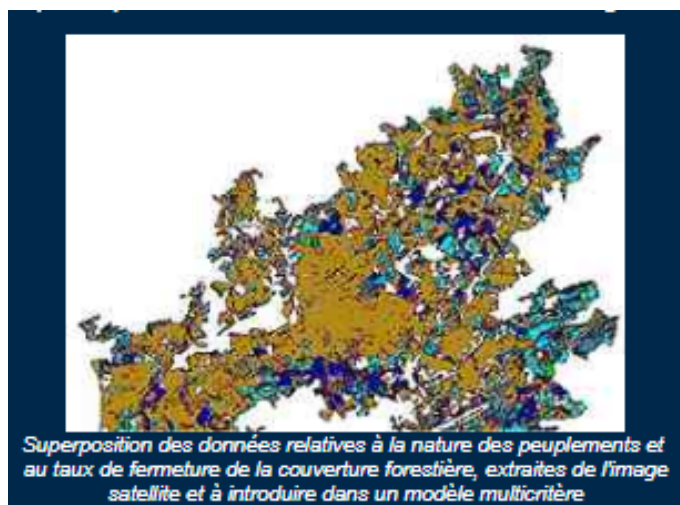 Superposition des données relatives à la nature des peuplements et
au taux de fermeture de la couverture forestière, extraites de l'image
satellite et à introduire dans un modèle multicritère